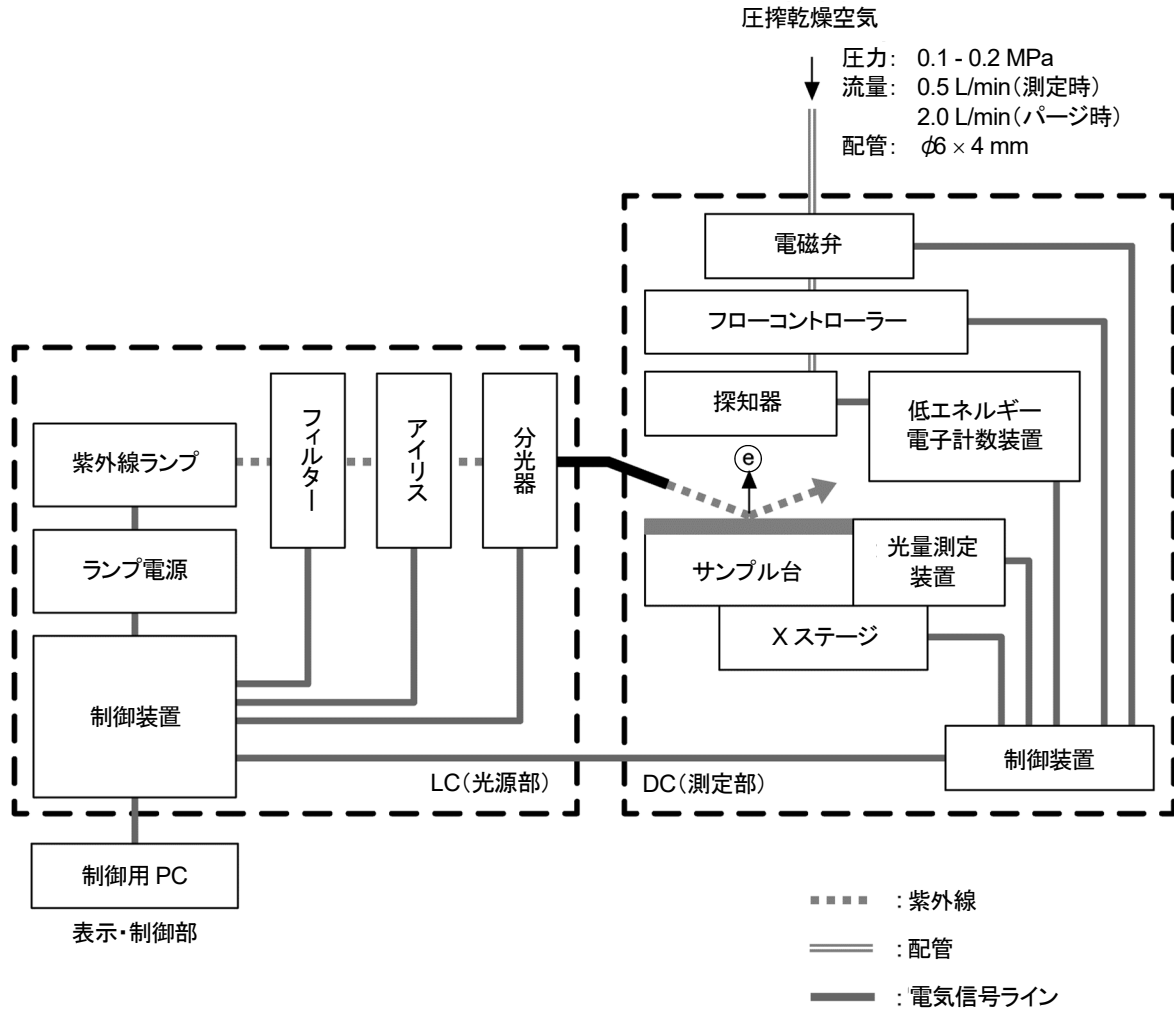 圧搾乾燥空気
圧力： 0.1 - 0.2 MPa
流量： 0.5 L/min（測定時）
2.0 L/min（パージ時）
配管： φ6 × 4 mm
電磁弁
フローコントローラー
探知器
低エネルギー
電子計数装置
e
フィルター
アイリス
分光器
紫外線ランプ
ランプ電源
制御装置
サンプル台
光量測定
装置
X ステージ
制御装置
LC（光源部）
DC（測定部）
制御用 PC
表示・制御部
：紫外線
：配管
：電気信号ライン